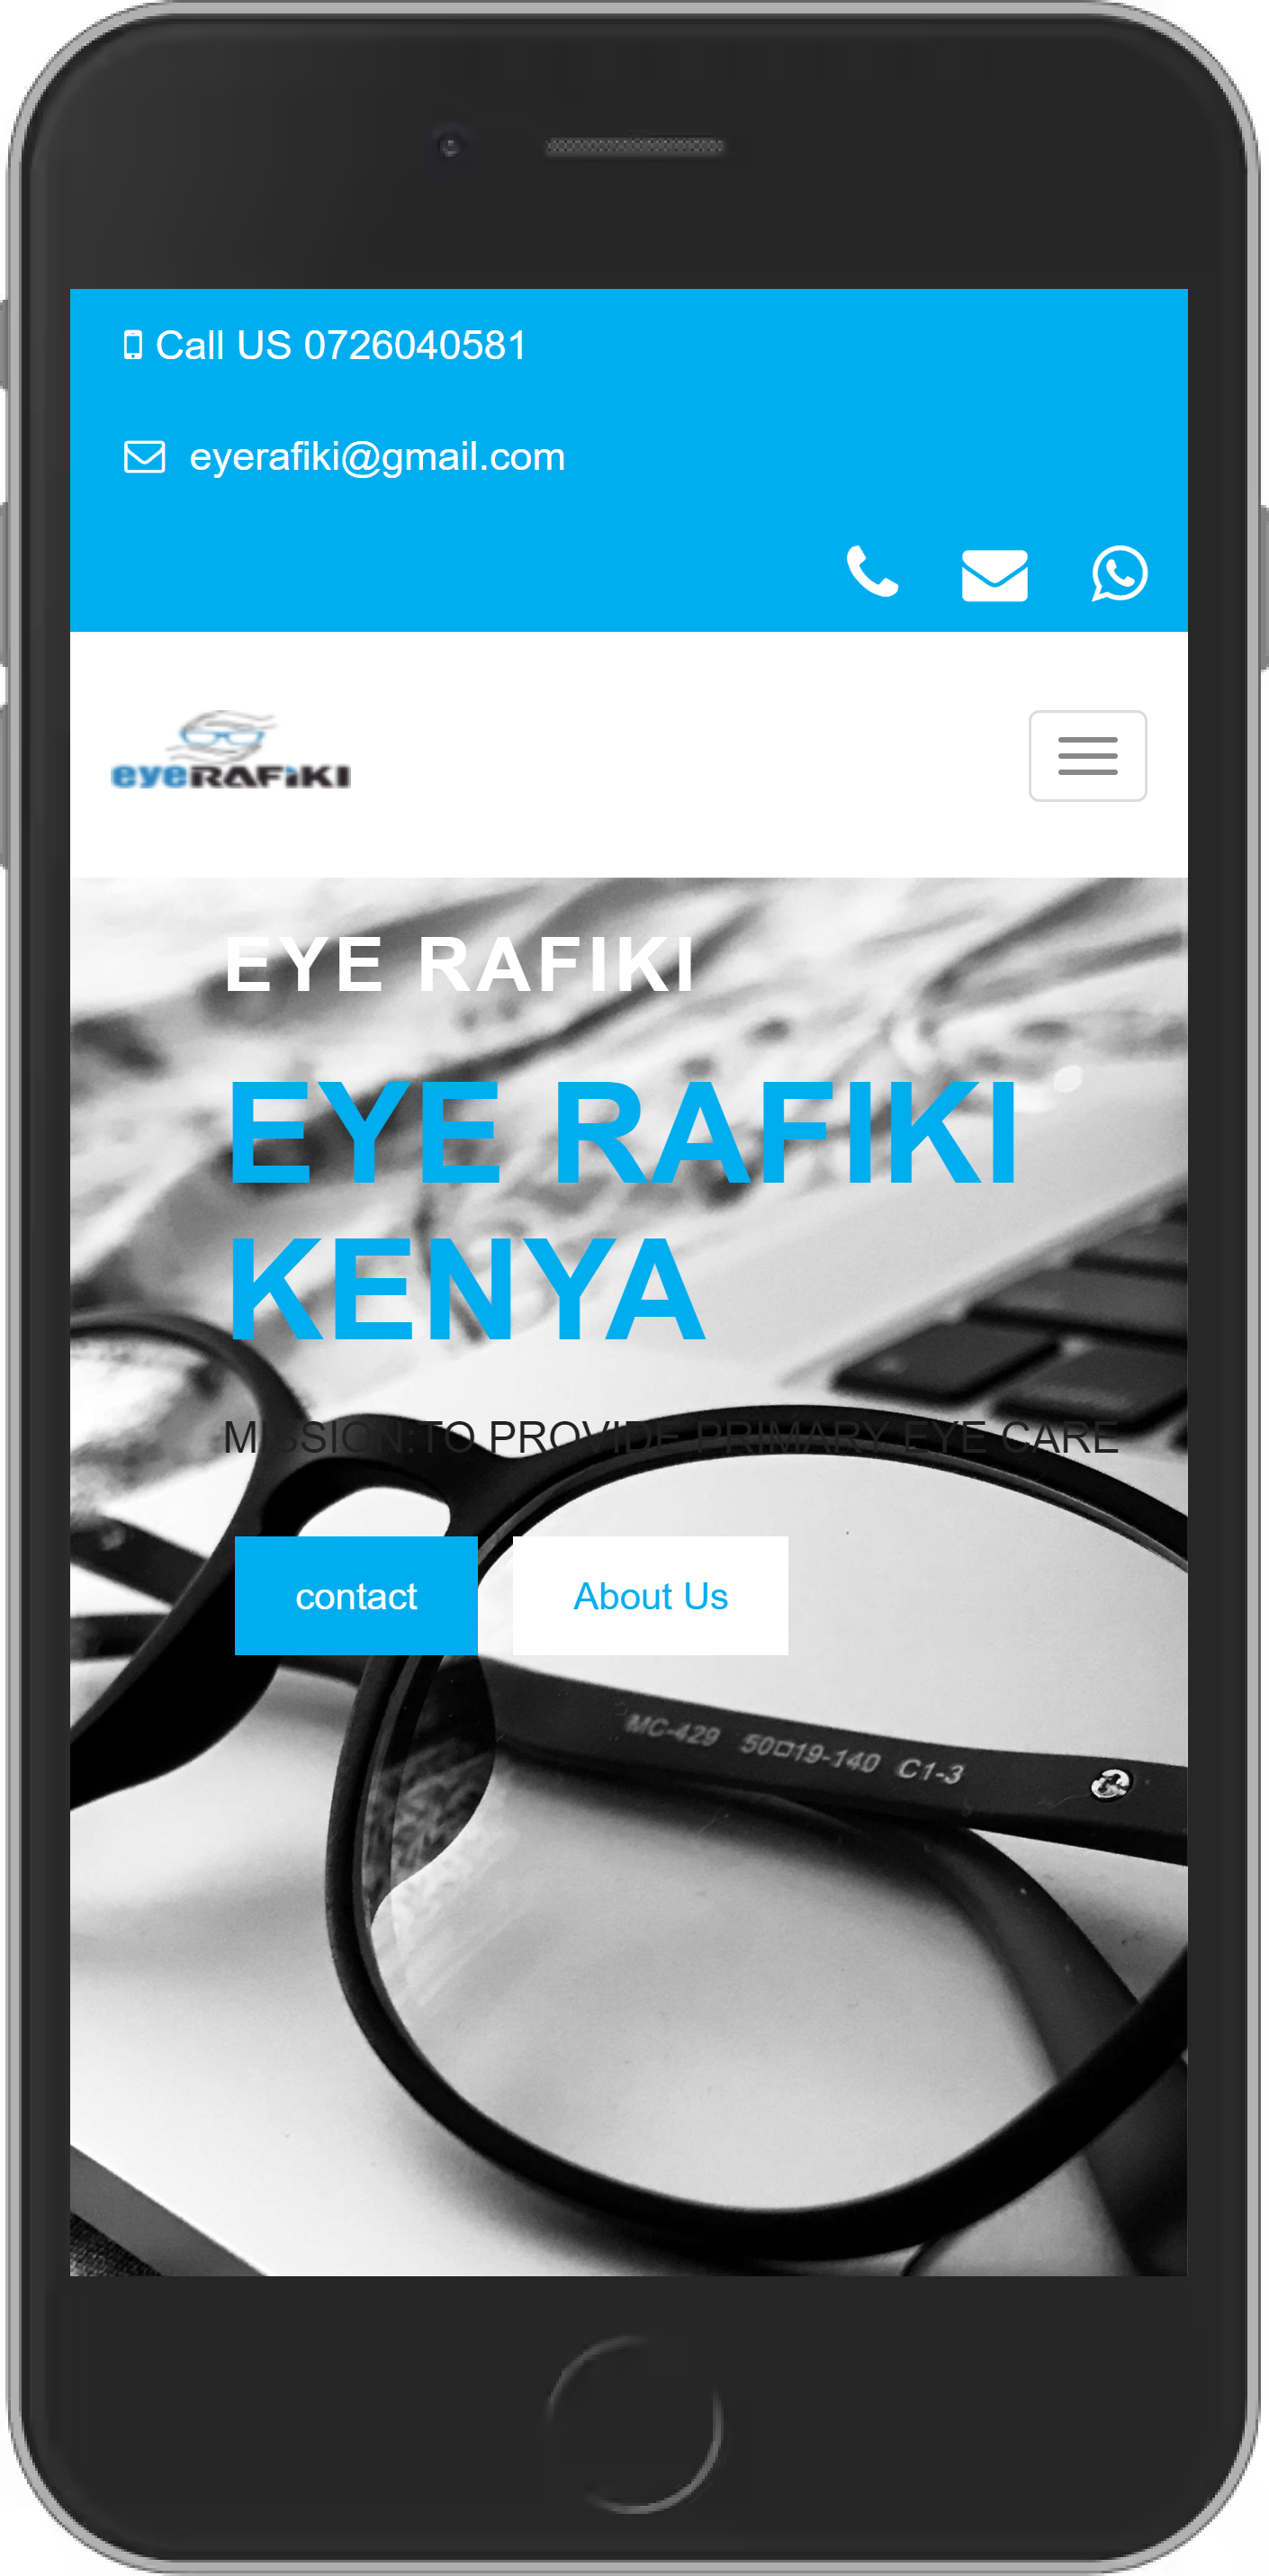 Call US 0726040581
eyerafiki@gmail.com
eyeRAFiKI
EYE RAFIKI
EYE RAFIKI
KENYA
MISSION:TO PROVIDE PRIMARY EYE CARE
contact
About Us
MC-429 50□19-140 C1-3